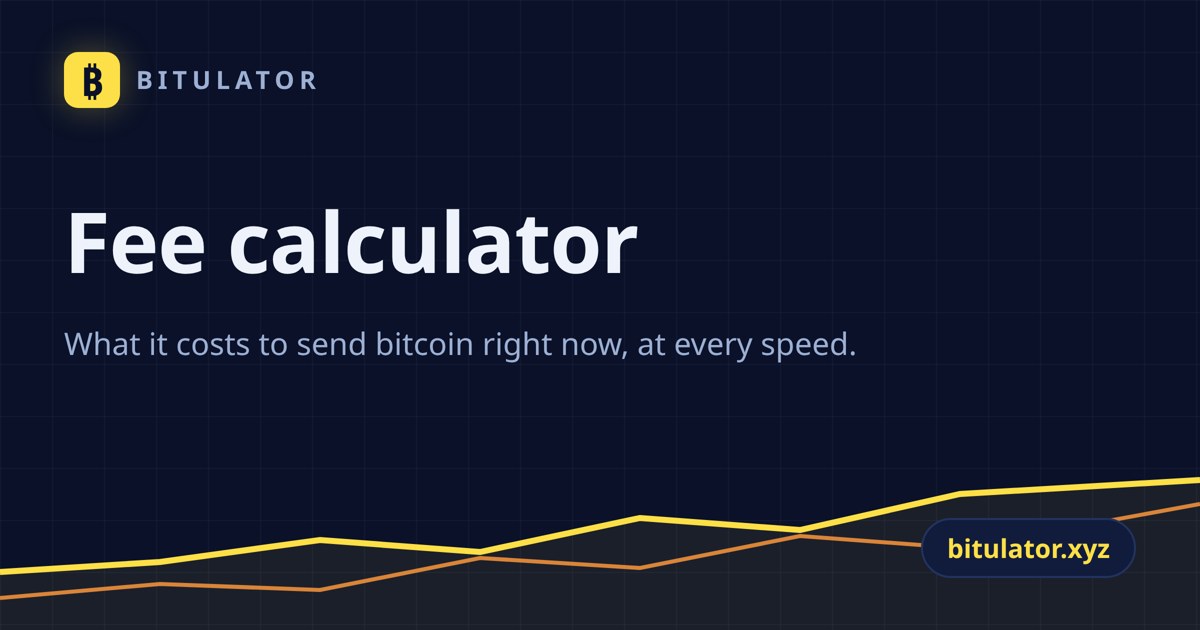 BITULATOR
Fee calculator
What it costs to send bitcoin right now, at every speed.
bitulator.xyz